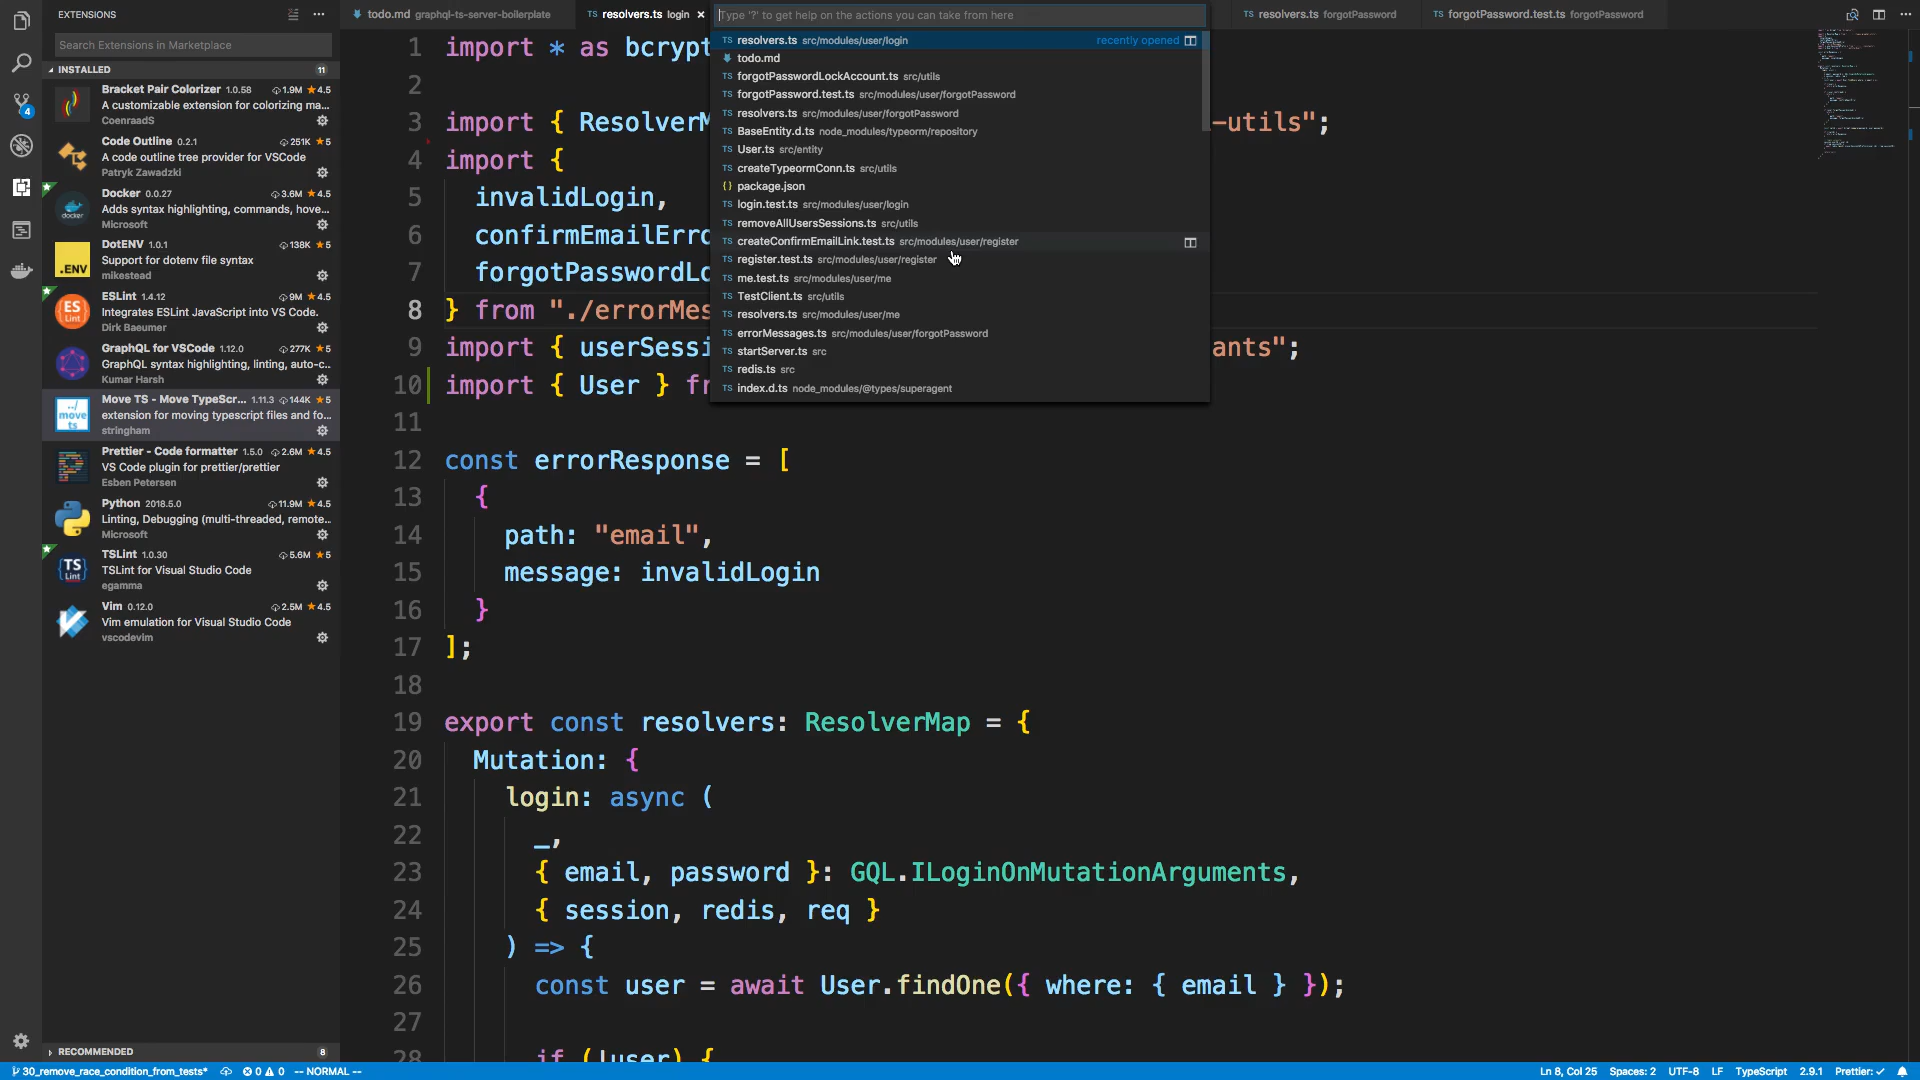 EXTENSIONS
Search Extensions in Marketplace
INSTALLED 11
Bracket Pair Colorizer 1.0.58 1.9M ★4.5
A customizable extension for colorizing ma...
CoenraadS
Code Outline 0.2.1 251K ★5
A code outline tree provider for VSCode
Patryk Zawadzki
Docker 0.0.27 3.6M ★4.5
Adds syntax highlighting, commands, hove...
Microsoft
DotENV 1.0.1 138K ★5
Support for dotenv file syntax
mikestead
ESLint 1.4.12 9M ★4.5
Integrates ESLint JavaScript into VS Code.
Dirk Baeumer
GraphQL for VSCode 1.12.0 277K ★5
GraphQL syntax highlighting, linting, auto-c...
Kumar Harsh
Move TS - Move TypeScr... 1.11.3 144K ★5
extension for moving typescript files and fo...
stringham
Prettier - Code formatter 1.5.0 2.6M ★4.5
VS Code plugin for prettier/prettier
Esben Petersen
Python 2018.5.0 11.9M ★4.5
Linting, Debugging (multi-threaded, remote...
Microsoft
TSLint 1.0.30 5.6M ★5
TSLint for Visual Studio Code
egamma
Vim 0.12.0 2.5M ★4.5
Vim emulation for Visual Studio Code
vscodevim
RECOMMENDED 8
4
.ENV
ES
Lint
../
move
ts
TS
Lint
docker
todo.md graphql-ts-server-boilerplate
TS resolvers.ts login ×
TS resolvers.ts forgotPassword
TS forgotPassword.test.ts forgotPassword
Type '?' to get help on the actions you can take from here
TS resolvers.ts src/modules/user/login recently opened
todo.md
TS forgotPasswordLockAccount.ts src/utils
TS forgotPassword.test.ts src/modules/user/forgotPassword
TS resolvers.ts src/modules/user/forgotPassword
TS BaseEntity.d.ts node_modules/typeorm/repository
TS User.ts src/entity
TS createTypeormConn.ts src/utils
{} package.json
TS login.test.ts src/modules/user/login
TS removeAllUsersSessions.ts src/utils
TS createConfirmEmailLink.test.ts src/modules/user/register
TS register.test.ts src/modules/user/register
TS me.test.ts src/modules/user/me
TS TestClient.ts src/utils
TS resolvers.ts src/modules/user/me
TS errorMessages.ts src/modules/user/forgotPassword
TS startServer.ts src
TS redis.ts src
TS index.d.ts node_modules/@types/superagent
1 import * as bcrypt
2
3 import { ResolverM -utils";
4 import {
5 invalidLogin,
6 confirmEmailErro
7 forgotPasswordLo
8 } from "./errorMes
9 import { userSessi ants";
10 import { User } fr
11
12 const errorResponse = [
13 {
14 path: "email",
15 message: invalidLogin
16 }
17 ];
18
19 export const resolvers: ResolverMap = {
20 Mutation: {
21 login: async (
22 _,
23 { email, password }: GQL.ILoginOnMutationArguments,
24 { session, redis, req }
25 ) => {
26 const user = await User.findOne({ where: { email } });
27
28 if (!user) {
30_remove_race_condition_from_tests* 0 0 -- NORMAL --
Ln 8, Col 25 Spaces: 2 UTF-8 LF TypeScript 2.9.1 Prettier: ✓